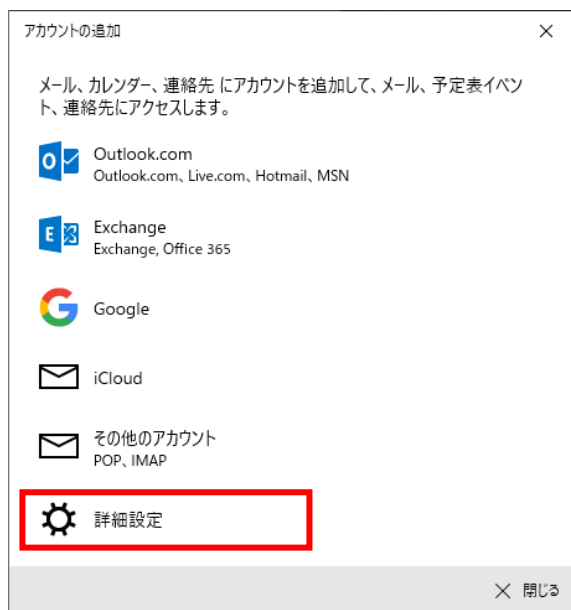 アカウントの追加
メール、カレンダー、連絡先 にアカウントを追加して、メール、予定表イベン
ト、連絡先にアクセスします。
Outlook.com
Outlook.com、Live.com、Hotmail、MSN
Exchange
Exchange, Office 365
Google
iCloud
その他のアカウント
POP、IMAP
詳細設定
閉じる